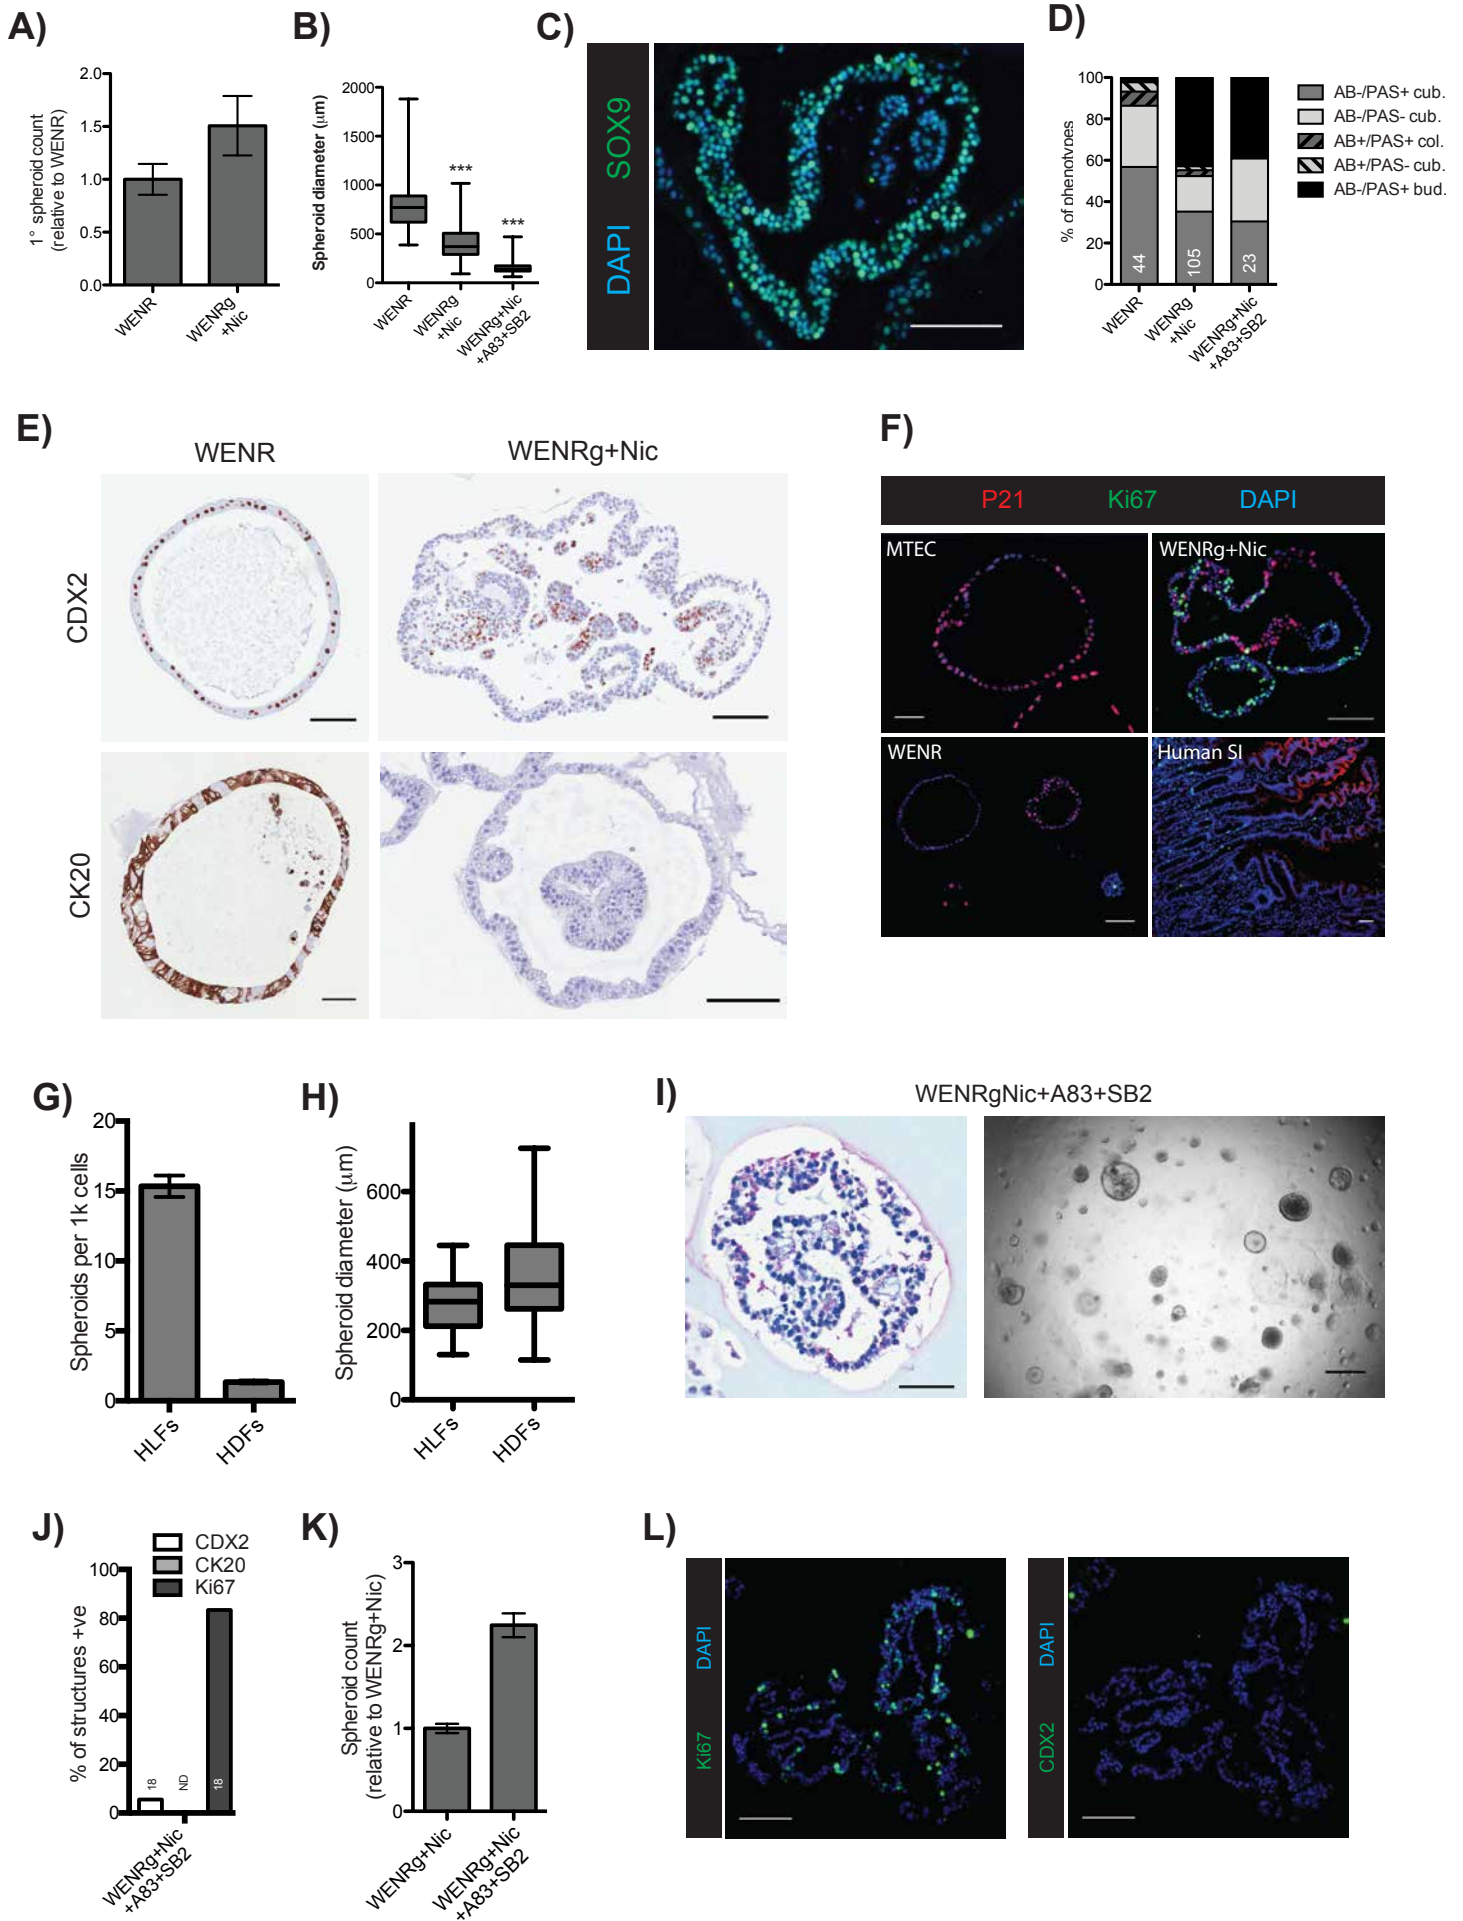 A)
2.0
1.5
1.0
0.5
0.0
1° spheroid count
(relative to WENR)
WENR
WENRg
+Nic
B)
2000
1500
1000
500
0
Spheroid diameter (μm)
***
***
WENR
WENRg
+Nic
WENRg+Nic
+A83+SB2
C)
DAPI SOX9
D)
100
80
60
40
20
0
% of phenotypes
44
105
23
WENR
WENRg
+Nic
WENRg+Nic
+A83+SB2
AB-/PAS+ cub.
AB-/PAS- cub.
AB+/PAS+ col.
AB+/PAS- cub.
AB-/PAS+ bud.
E)
WENR
WENRg+Nic
CDX2
CK20
F)
P21 Ki67 DAPI
MTEC
WENRg+Nic
WENR
Human SI
G)
20
15
10
5
0
Spheroids per 1k cells
HLFs
HDFs
H)
600
400
200
0
Spheroid diameter (μm)
HLFs
HDFs
I)
WENRgNic+A83+SB2
J)
CDX2
CK20
Ki67
100
80
60
40
20
0
% of structures +ve
18
ND
18
WENRg+Nic
+A83+SB2
K)
3
2
1
0
Spheroid count
(relative to WENRg+Nic)
WENRg+Nic
WENRg+Nic
+A83+SB2
L)
Ki67 DAPI
CDX2 DAPI